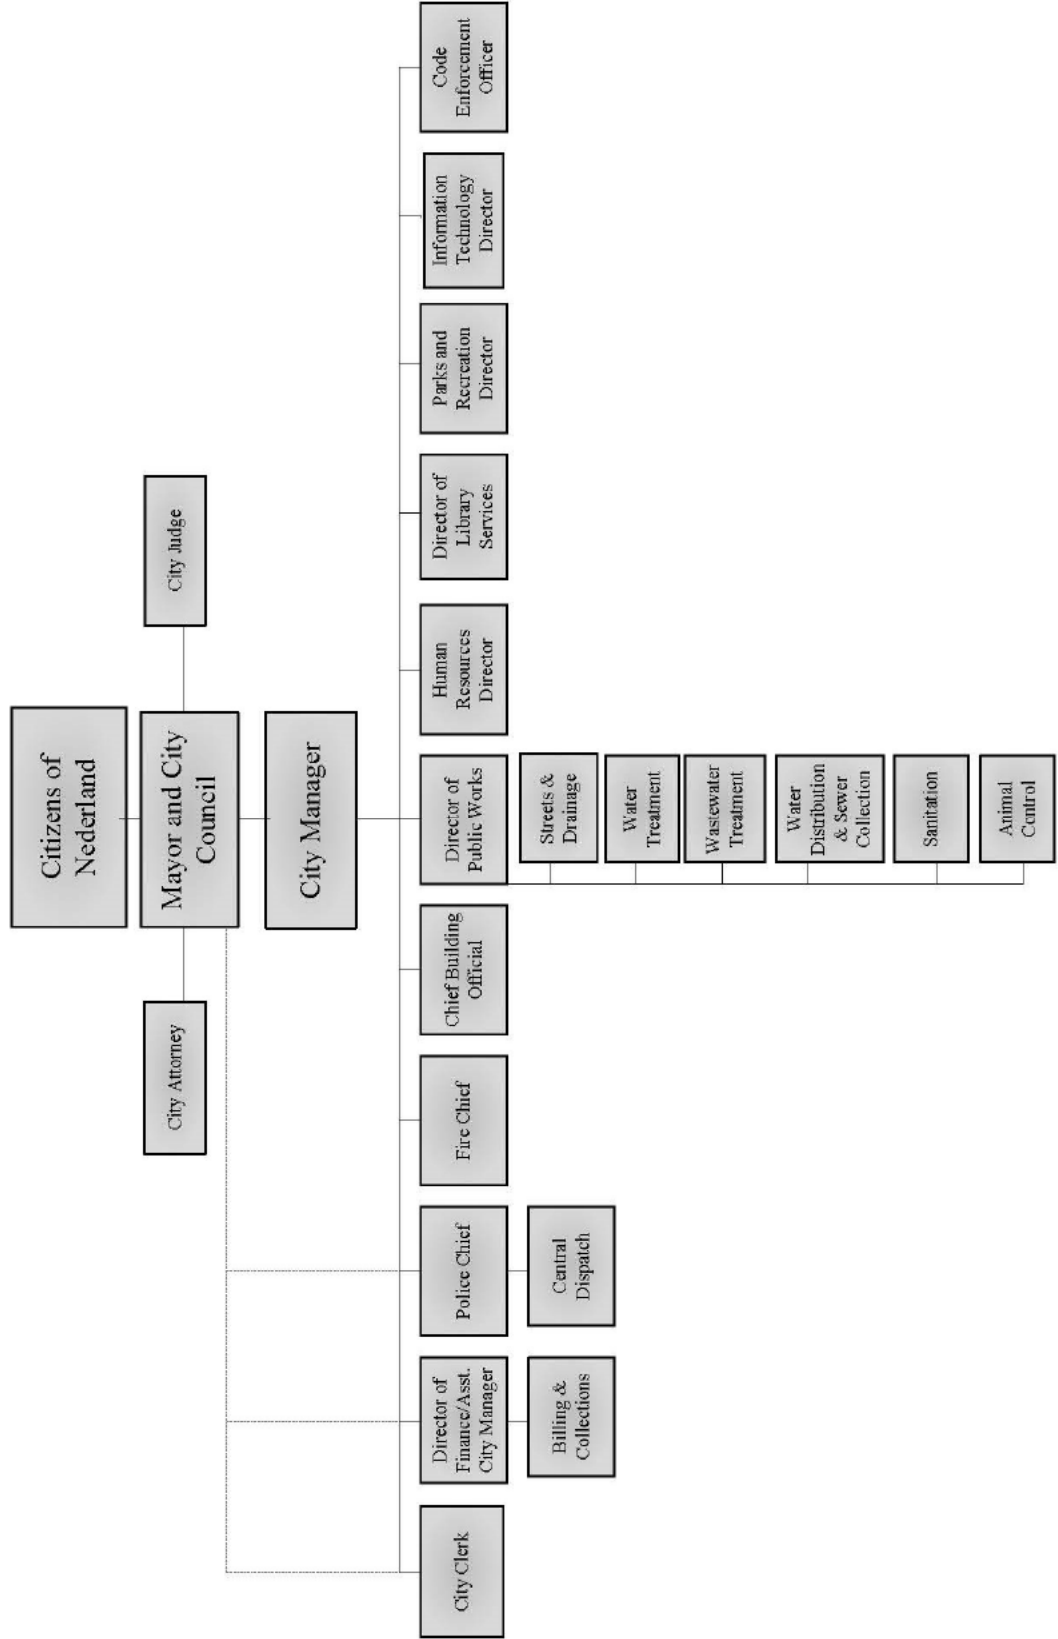 Citizens of
Nederland
City Attorney
Mayor and City
Council
City Judge
City Manager
City Clerk
Director of
Finance/Asst.
City Manager
Police Chief
Fire Chief
Chief Building
Official
Director of
Public Works
Human
Resources
Director
Director of
Library
Services
Parks and
Recreation
Director
Information
Technology
Director
Code
Enforcement
Officer
Billing &
Collections
Central
Dispatch
Streets &
Drainage
Water
Treatment
Wastewater
Treatment
Water
Distribution
& Sewer
Collection
Sanitation
Animal
Control